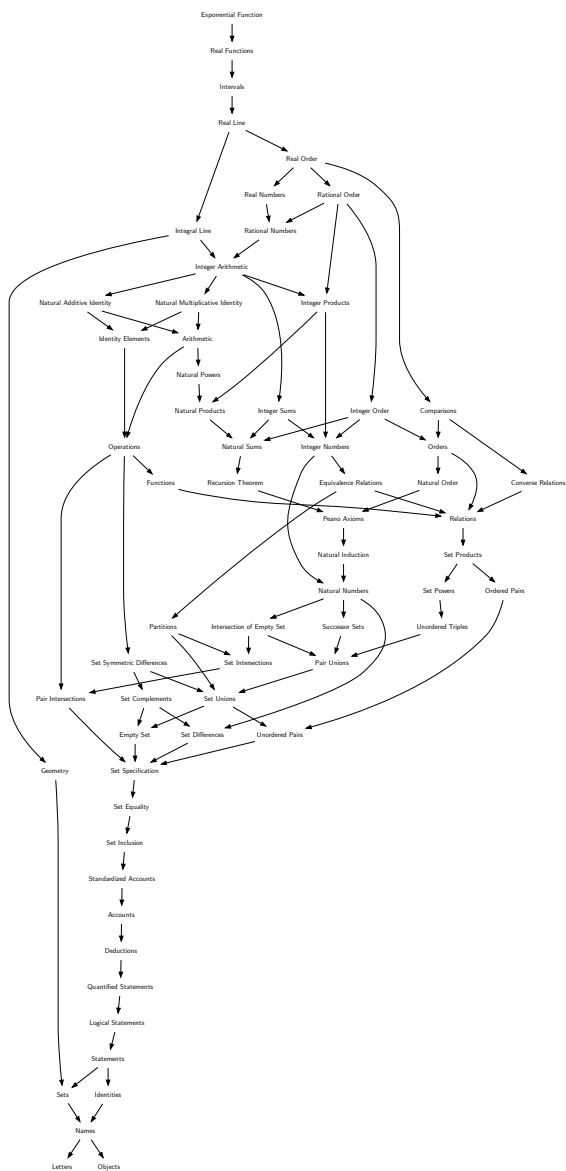 Exponential Function
Real Functions
Intervals
Real Line
Real Order
Real Numbers
Rational Order
Integral Line
Rational Numbers
Integer Arithmetic
Natural Additive Identity
Natural Multiplicative Identity
Integer Products
Identity Elements
Arithmetic
Natural Powers
Natural Products
Integer Sums
Integer Order
Comparisons
Operations
Natural Sums
Integer Numbers
Orders
Functions
Recursion Theorem
Equivalence Relations
Natural Order
Converse Relations
Peano Axioms
Relations
Natural Induction
Set Products
Natural Numbers
Set Powers
Ordered Pairs
Partitions
Intersection of Empty Set
Successor Sets
Unordered Triples
Set Symmetric Differences
Set Intersections
Pair Unions
Pair Intersections
Set Complements
Set Unions
Empty Set
Set Differences
Unordered Pairs
Geometry
Set Specification
Set Equality
Set Inclusion
Standardized Accounts
Accounts
Deductions
Quantified Statements
Logical Statements
Statements
Sets
Identities
Names
Letters
Objects